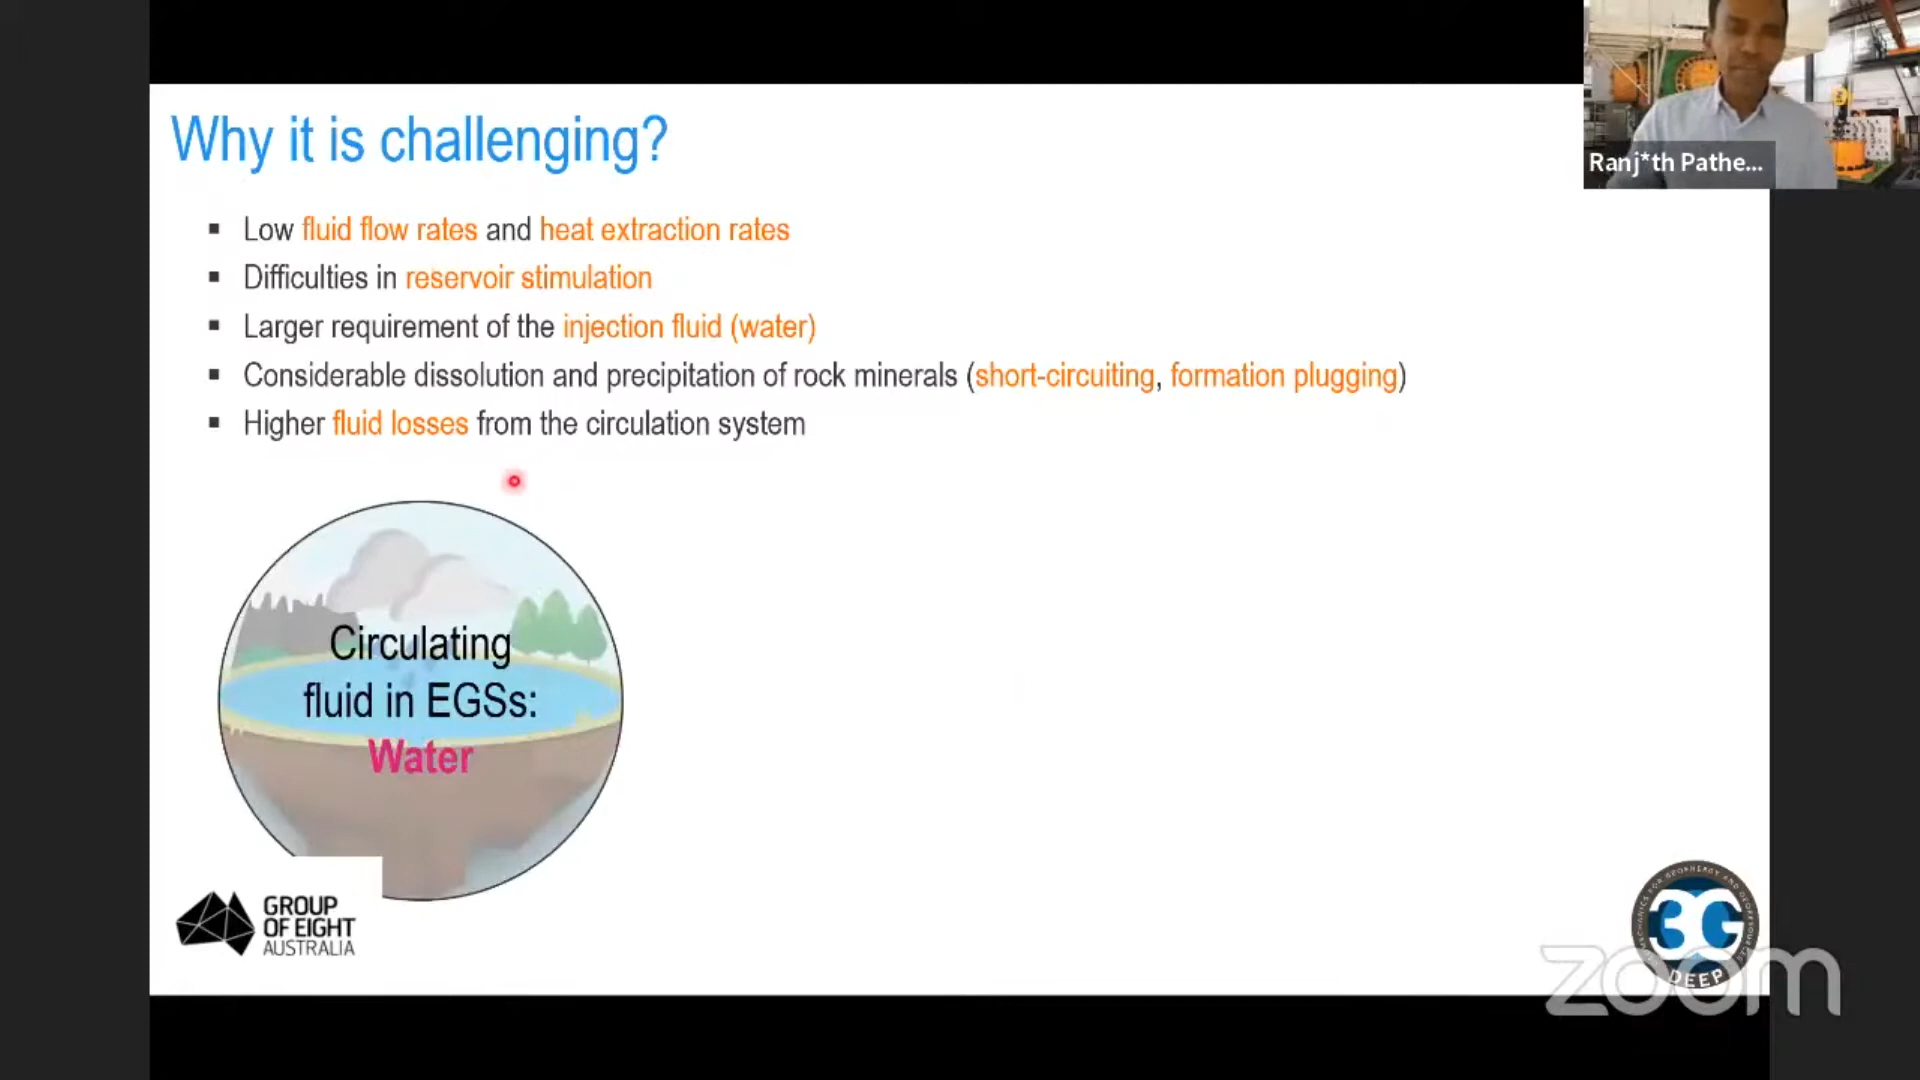 Why it is challenging?
Ranj*th Pathe...
▪ Low fluid flow rates and heat extraction rates
▪ Difficulties in reservoir stimulation
▪ Larger requirement of the injection fluid (water)
▪ Considerable dissolution and precipitation of rock minerals (short-circuiting, formation plugging)
▪ Higher fluid losses from the circulation system
Circulating
fluid in EGSs:
Water
GROUP
OF EIGHT
AUSTRALIA
3G
DEEP
zoom